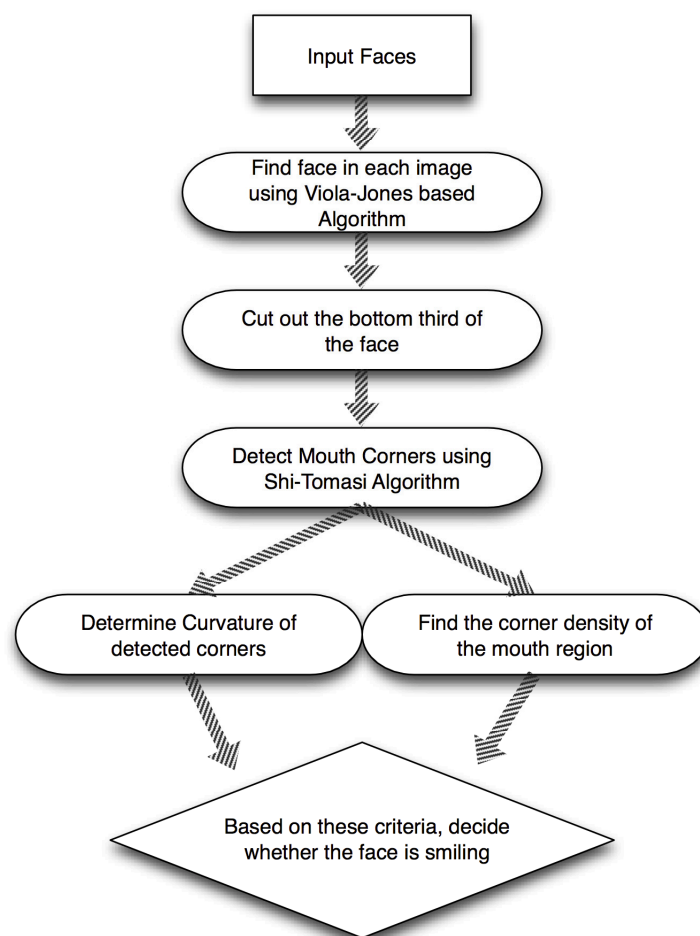 Input Faces
Find face in each image
using Viola-Jones based
Algorithm
Cut out the bottom third of
the face
Detect Mouth Corners using
Shi-Tomasi Algorithm
Determine Curvature of
detected corners
Find the corner density of
the mouth region
Based on these criteria, decide
whether the face is smiling